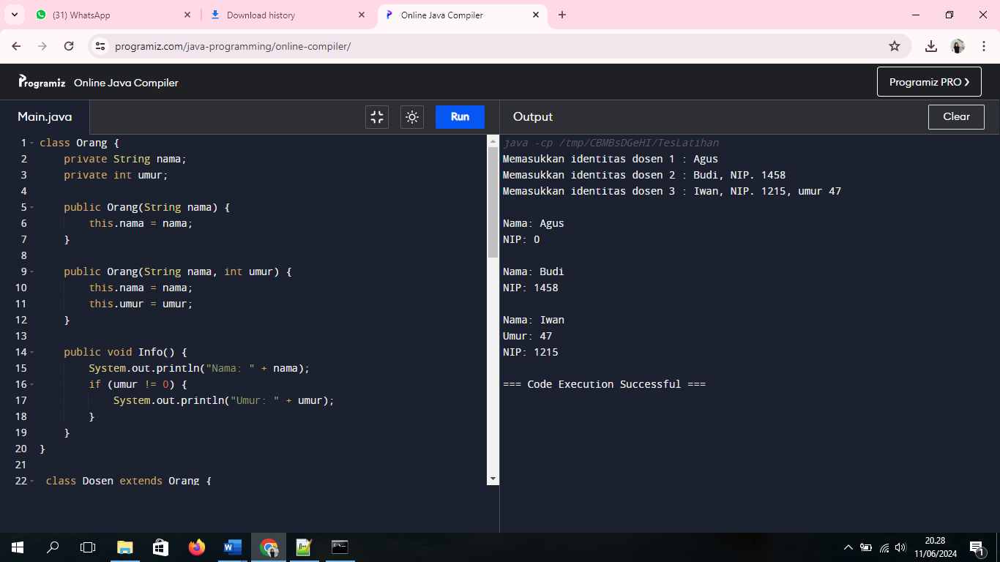 (31) WhatsApp
Download history
Online Java Compiler
programiz.com/java-programming/online-compiler/
Programiz Online Java Compiler
Programiz PRO ❯
Main.java
Run
Output
Clear
1 class Orang {
2     private String nama;
3     private int umur;
4
5     public Orang(String nama) {
6         this.nama = nama;
7     }
8
9     public Orang(String nama, int umur) {
10         this.nama = nama;
11         this.umur = umur;
12     }
13
14     public void Info() {
15         System.out.println("Nama: " + nama);
16         if (umur != 0) {
17             System.out.println("Umur: " + umur);
18         }
19     }
20 }
21
22  class Dosen extends Orang {
java -cp /tmp/CBMBsDGeHI/TesLatihan
Memasukkan identitas dosen 1 : Agus
Memasukkan identitas dosen 2 : Budi, NIP. 1458
Memasukkan identitas dosen 3 : Iwan, NIP. 1215, umur 47
Nama: Agus
NIP: 0
Nama: Budi
NIP: 1458
Nama: Iwan
Umur: 47
NIP: 1215
=== Code Execution Successful ===
20.28
11/06/2024
1